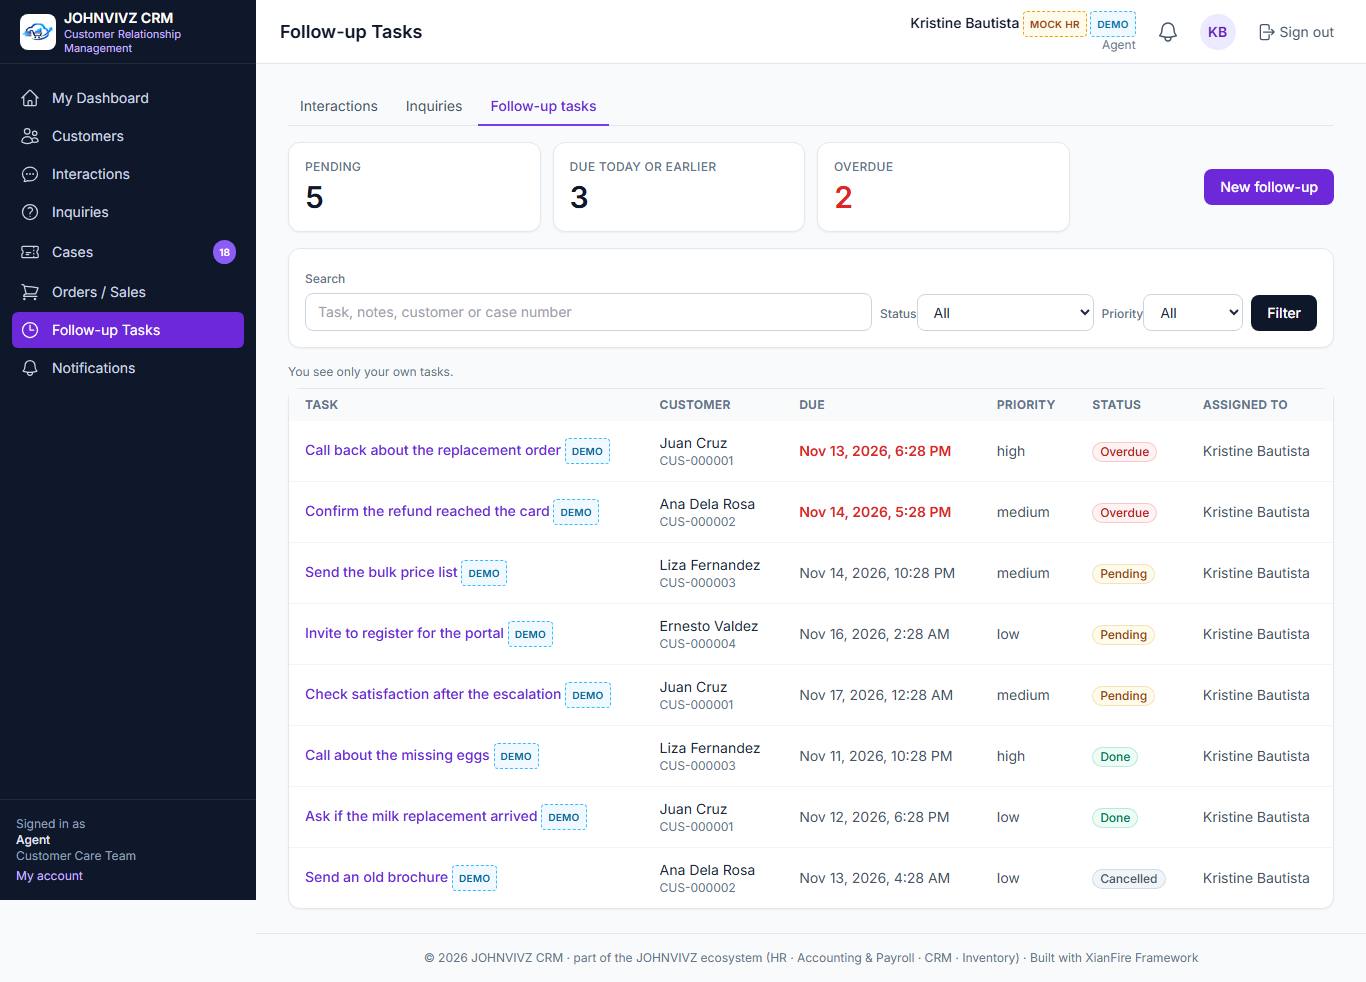 JOHNVIVZ CRM
Customer Relationship
Management
My Dashboard
Customers
Interactions
Inquiries
Cases 18
Orders / Sales
Follow-up Tasks
Notifications
Signed in as
Agent
Customer Care Team
My account
Follow-up Tasks
Kristine Bautista MOCK HR DEMO
Agent
KB
Sign out
Interactions Inquiries Follow-up tasks
PENDING
5
DUE TODAY OR EARLIER
3
OVERDUE
2
New follow-up
Search
Task, notes, customer or case number
Status All
Priority All
Filter
You see only your own tasks.
TASK CUSTOMER DUE PRIORITY STATUS ASSIGNED TO
Call back about the replacement order DEMO Juan Cruz CUS-000001 Nov 13, 2026, 6:28 PM high Overdue Kristine Bautista
Confirm the refund reached the card DEMO Ana Dela Rosa CUS-000002 Nov 14, 2026, 5:28 PM medium Overdue Kristine Bautista
Send the bulk price list DEMO Liza Fernandez CUS-000003 Nov 14, 2026, 10:28 PM medium Pending Kristine Bautista
Invite to register for the portal DEMO Ernesto Valdez CUS-000004 Nov 16, 2026, 2:28 AM low Pending Kristine Bautista
Check satisfaction after the escalation DEMO Juan Cruz CUS-000001 Nov 17, 2026, 12:28 AM medium Pending Kristine Bautista
Call about the missing eggs DEMO Liza Fernandez CUS-000003 Nov 11, 2026, 10:28 PM high Done Kristine Bautista
Ask if the milk replacement arrived DEMO Juan Cruz CUS-000001 Nov 12, 2026, 6:28 PM low Done Kristine Bautista
Send an old brochure DEMO Ana Dela Rosa CUS-000002 Nov 13, 2026, 4:28 AM low Cancelled Kristine Bautista
© 2026 JOHNVIVZ CRM · part of the JOHNVIVZ ecosystem (HR · Accounting & Payroll · CRM · Inventory) · Built with XianFire Framework